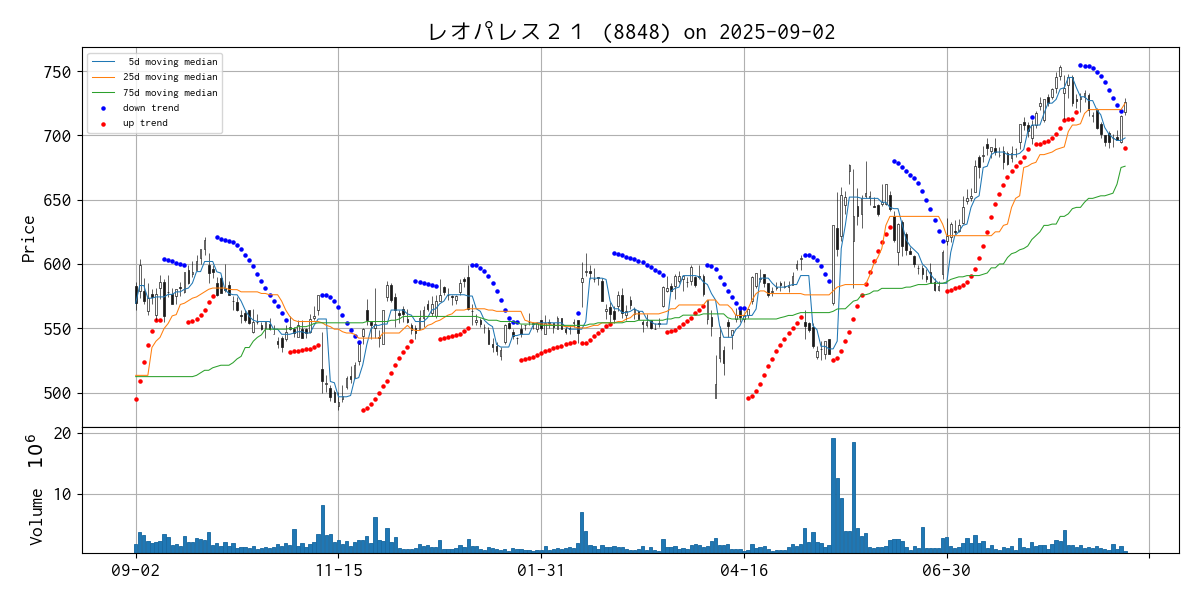 レオパレス２１ (8848) on 2025-09-02
5d moving median
25d moving median
75d moving median
down trend
up trend
Price
750
700
650
600
550
500
Volume 10^6
20
10
09-02
11-15
01-31
04-16
06-30